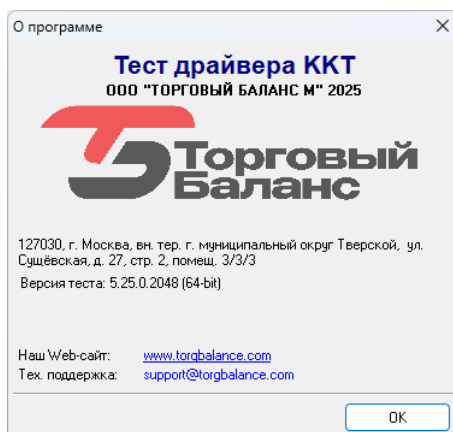 О программе
Тест драйвера ККТ
ООО "ТОРГОВЫЙ БАЛАНС М" 2025
Торговый
Баланс
127030, г. Москва, вн. тер. г. муниципальный округ Тверской, ул.
Сущёвская, д. 27, стр. 2, помещ. 3/3/3
Версия теста: 5.25.0.2048 (64-bit)
Наш Web-сайт: www.torgbalance.com
Тех. поддержка: support@torgbalance.com
OK